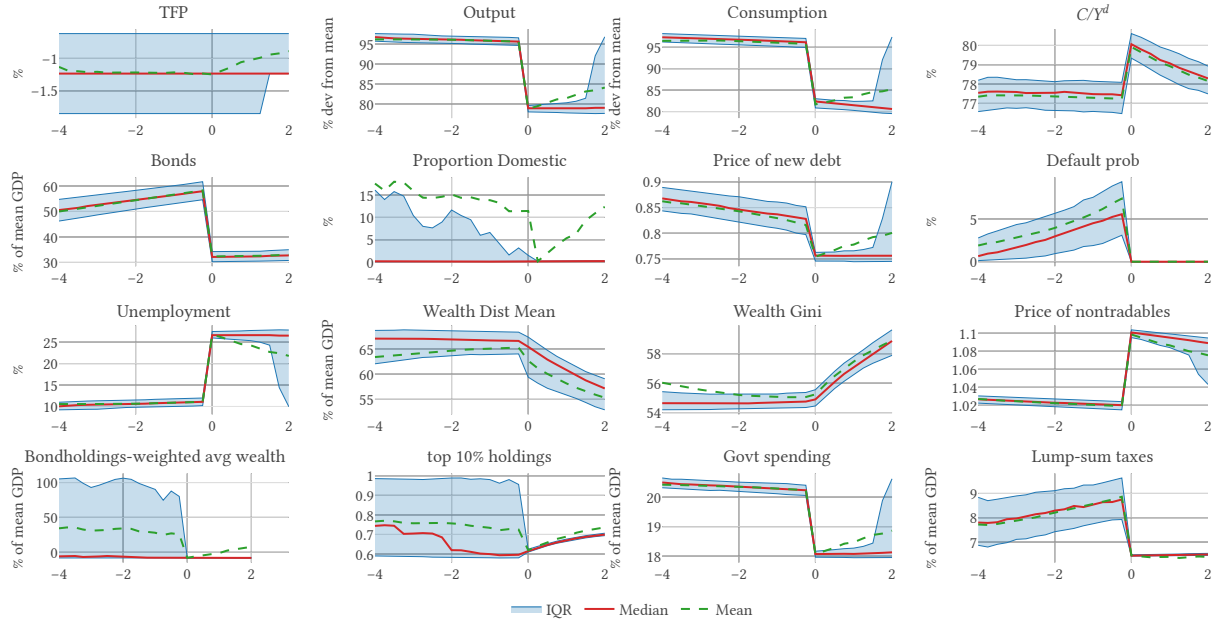 TFP
%
−1
−1.5
−4 −2 0 2
Output
% dev from mean
95
90
85
80
−4 −2 0 2
Consumption
% dev from mean
95
90
85
80
−4 −2 0 2
C/Y^d
%
80
79
78
77
−4 −2 0 2
Bonds
% of mean GDP
60
50
40
30
−4 −2 0 2
Proportion Domestic
%
15
10
5
0
−4 −2 0 2
Price of new debt
0.9
0.85
0.8
0.75
−4 −2 0 2
Default prob
%
5
0
−4 −2 0 2
Unemployment
%
25
20
15
10
−4 −2 0 2
Wealth Dist Mean
% of mean GDP
65
60
55
−4 −2 0 2
Wealth Gini
58
56
54
−4 −2 0 2
Price of nontradables
1.1
1.08
1.06
1.04
1.02
−4 −2 0 2
Bondholdings-weighted avg wealth
% of mean GDP
100
50
0
−4 −2 0 2
top 10% holdings
1
0.9
0.8
0.7
0.6
−4 −2 0 2
Govt spending
% of mean GDP
20
19
18
−4 −2 0 2
Lump-sum taxes
% of mean GDP
9
8
7
−4 −2 0 2
IQR Median Mean